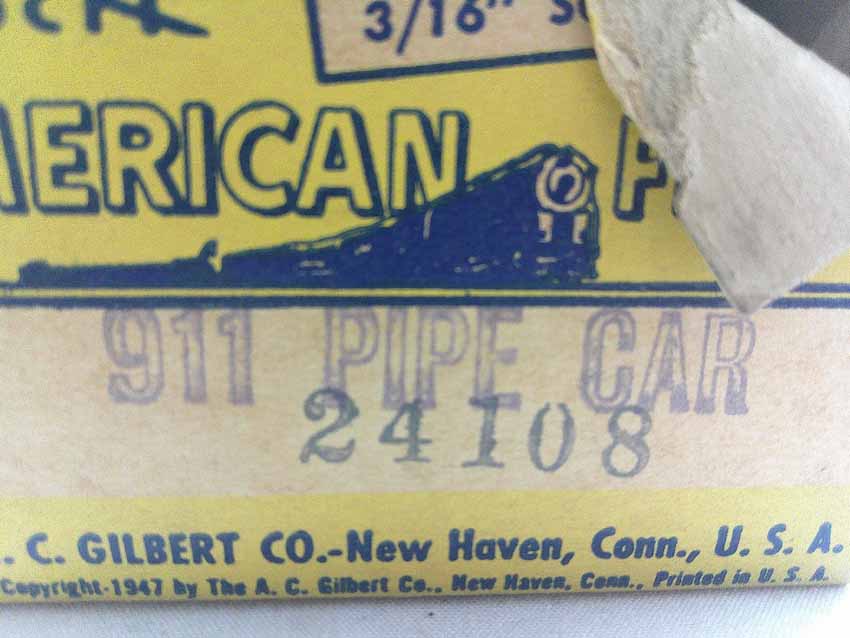 3/16"
AMERICAN F
911 PIPE CAR
24108
. C. GILBERT CO.-New Haven, Conn., U. S. A.
Copyright-1947 by The A. C. Gilbert Co., New Haven, Conn., Printed in U. S. A.